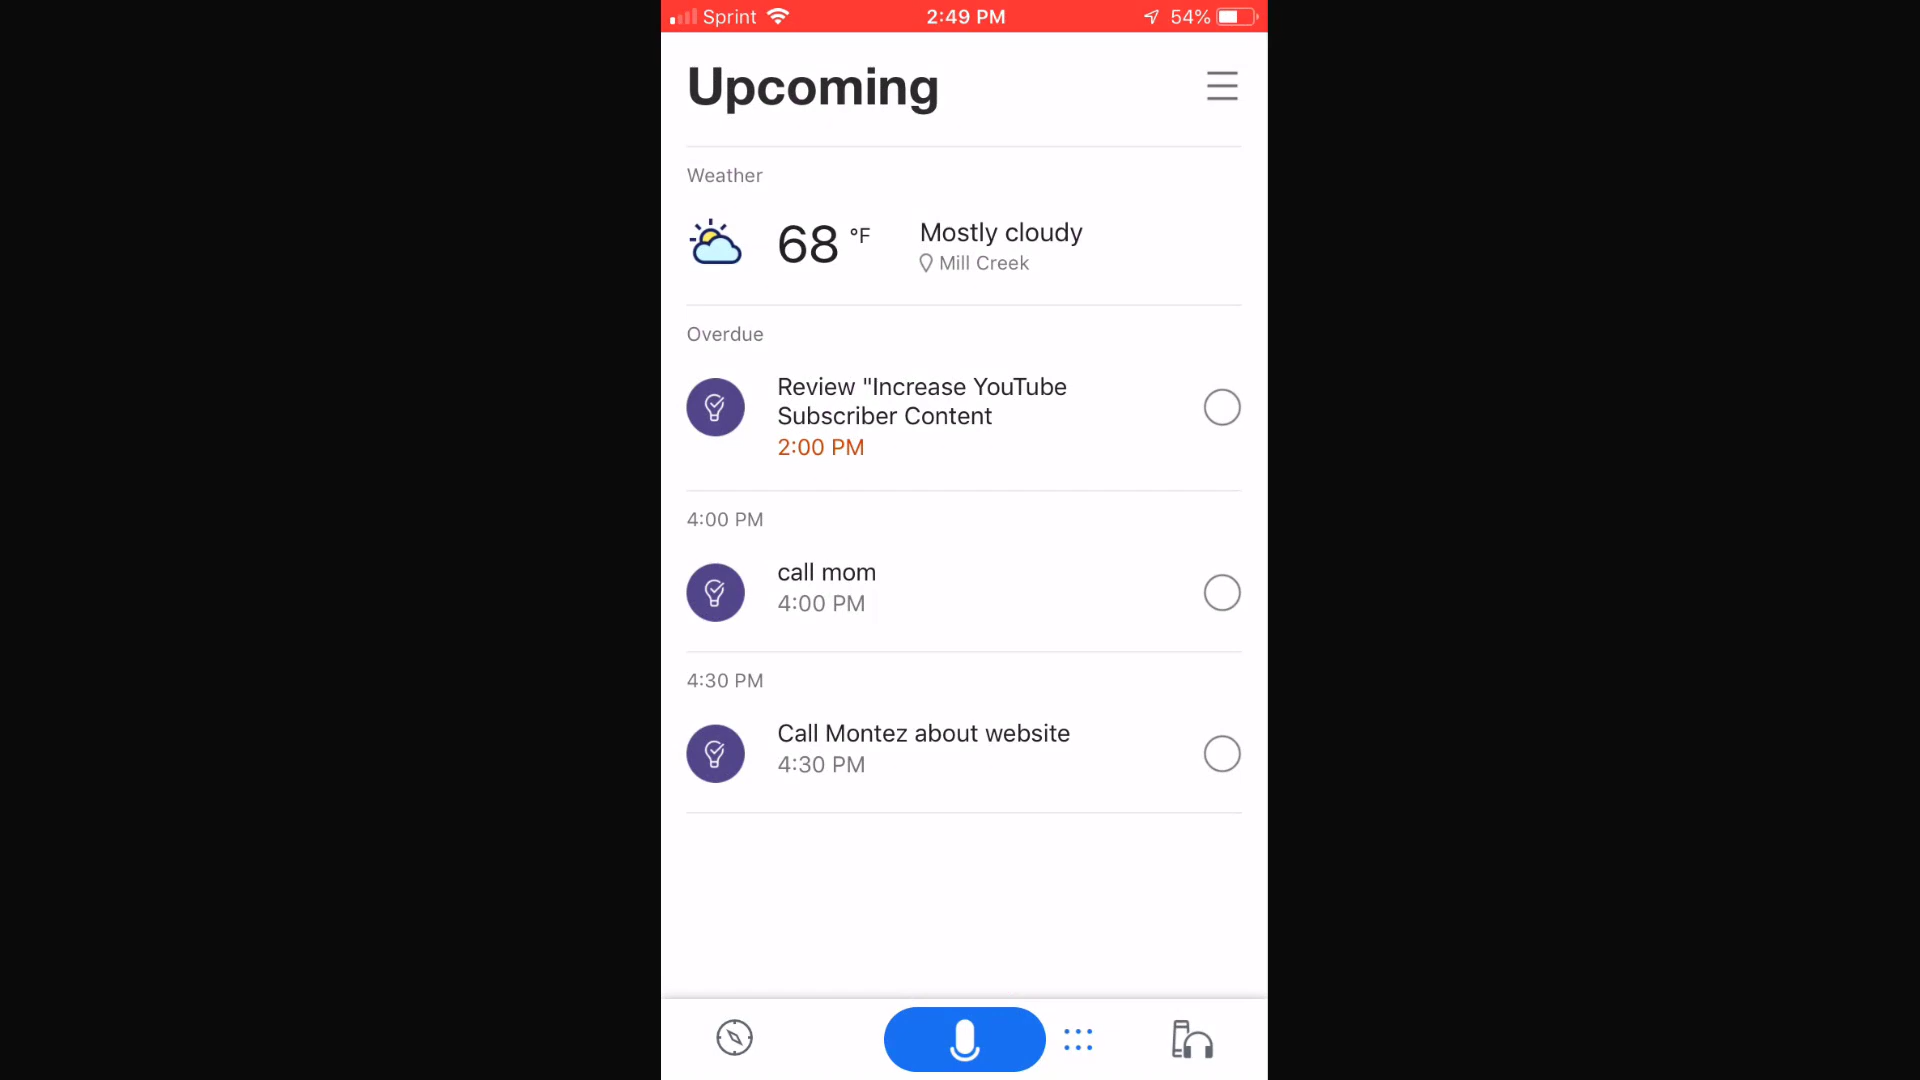 Sprint 2:49 PM 54%
Upcoming
Weather
68 °F Mostly cloudy
Mill Creek
Overdue
Review "Increase YouTube
Subscriber Content
2:00 PM
4:00 PM
call mom
4:00 PM
4:30 PM
Call Montez about website
4:30 PM